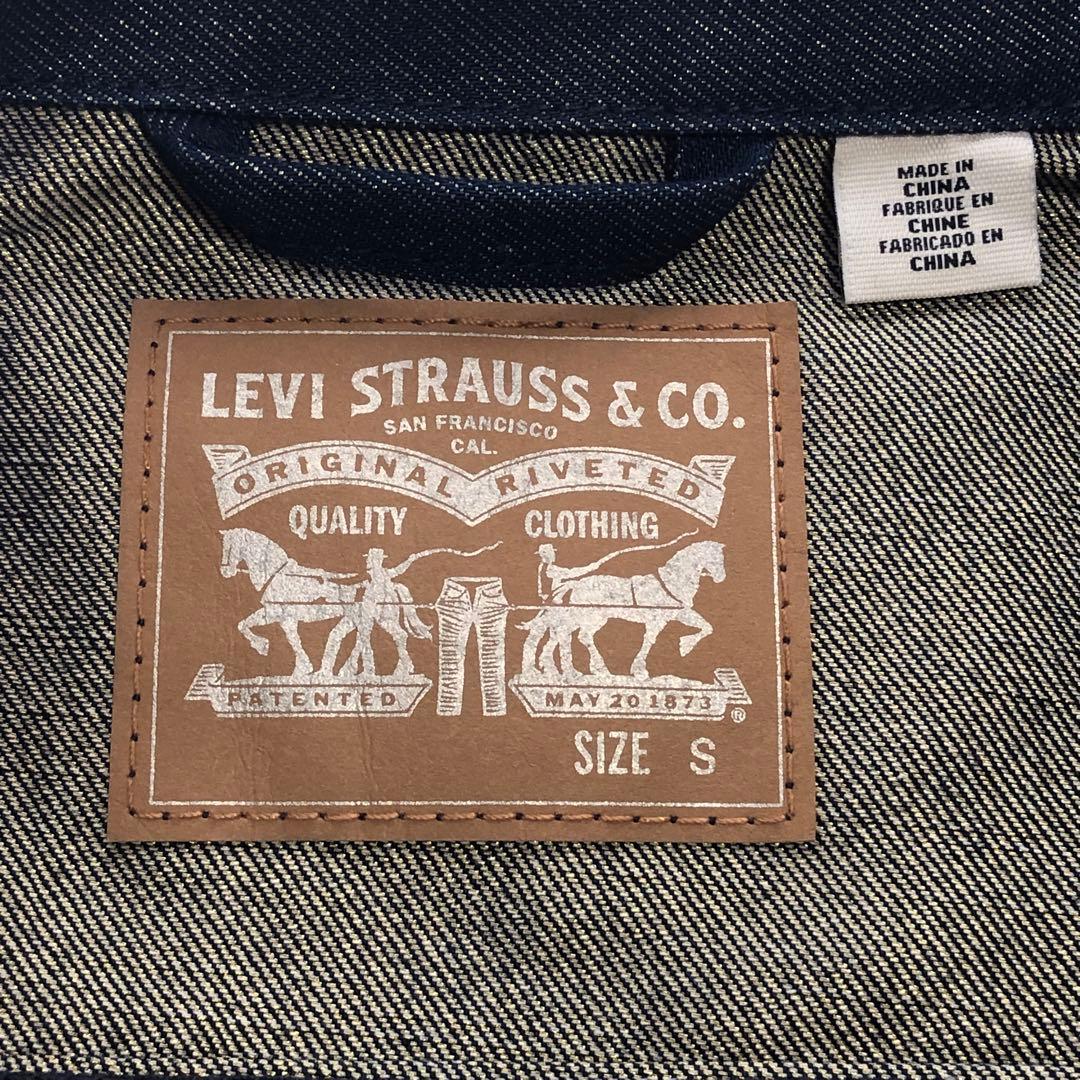 MADE IN
CHINA
FABRIQUE EN
CHINE
FABRICADO EN
CHINA
LEVI STRAUSS & CO.
SAN FRANCISCO
CAL.
ORIGINAL RIVETED
QUALITY CLOTHING
PATENTED MAY 20 1873 ®
SIZE S